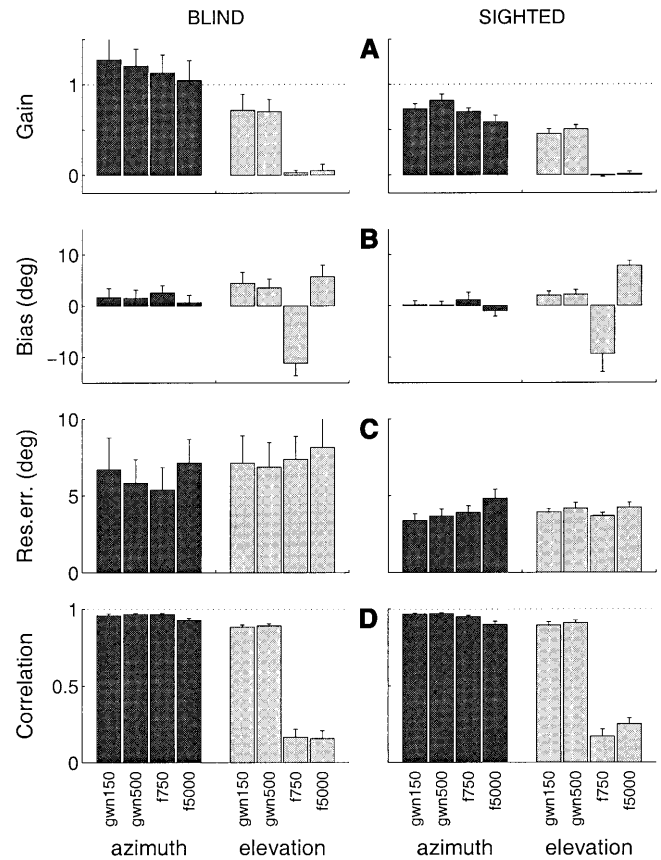 BLIND SIGHTED
A
Gain
1
0
B
Bias (deg)
10
0
−10
C
Res.err. (deg)
10
5
0
D
Correlation
1
0.5
0
gwn150 gwn500 f750 f5000 gwn150 gwn500 f750 f5000 gwn150 gwn500 f750 f5000 gwn150 gwn500 f750 f5000
azimuth elevation azimuth elevation